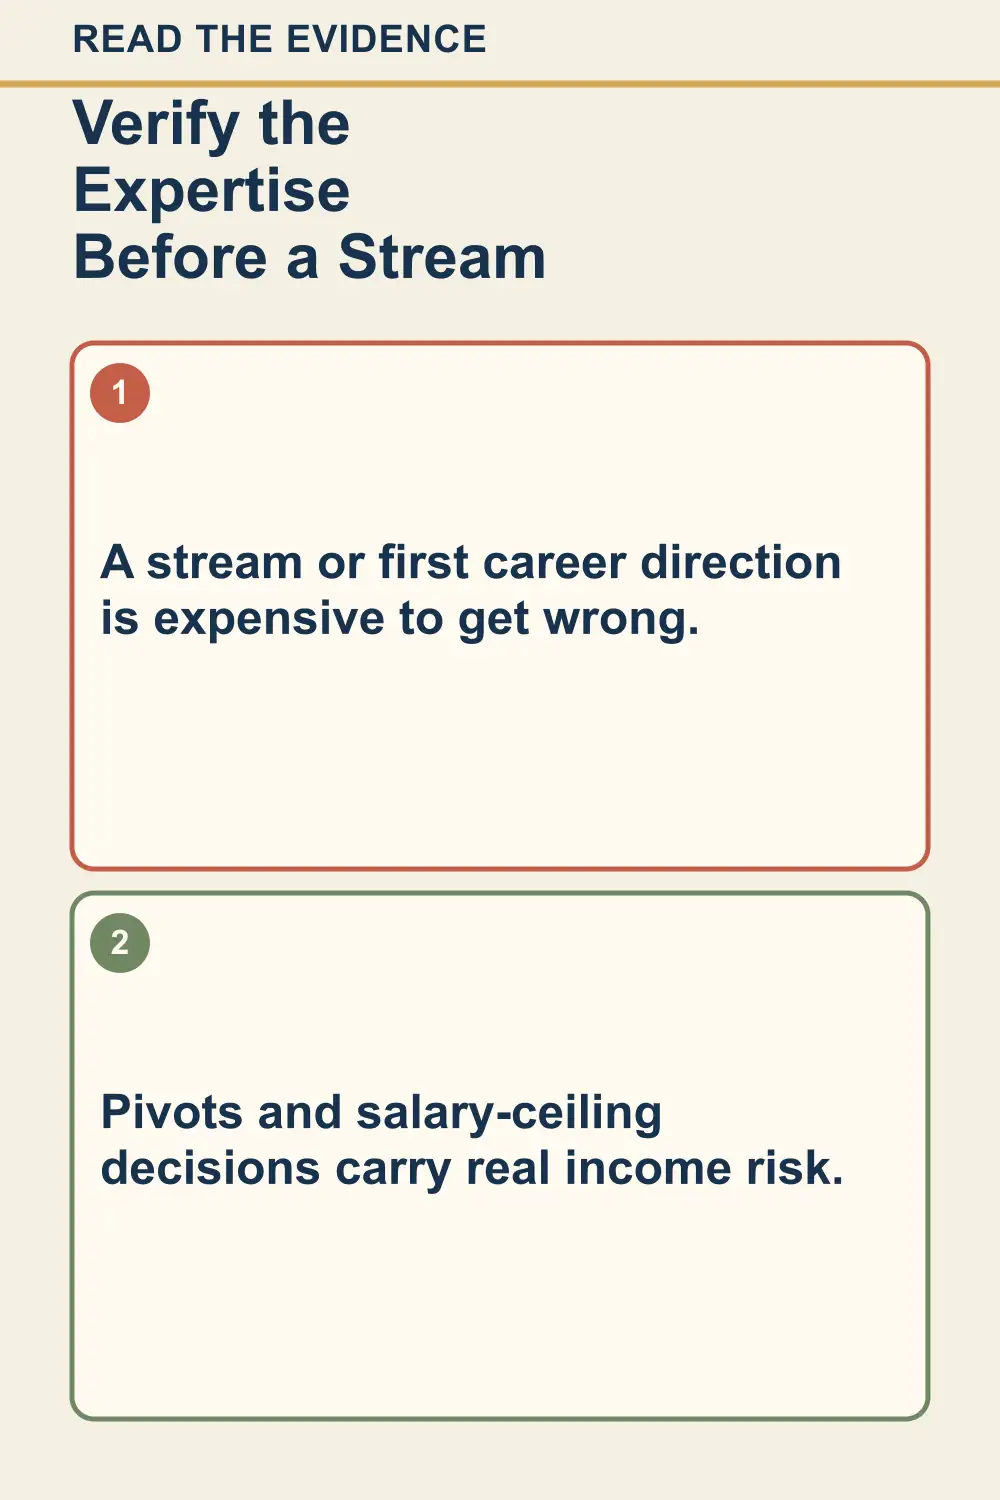 READ THE EVIDENCE
Verify the
Expertise
Before a Stream
1
A stream or first career direction
is expensive to get wrong.
2
Pivots and salary-ceiling
decisions carry real income risk.